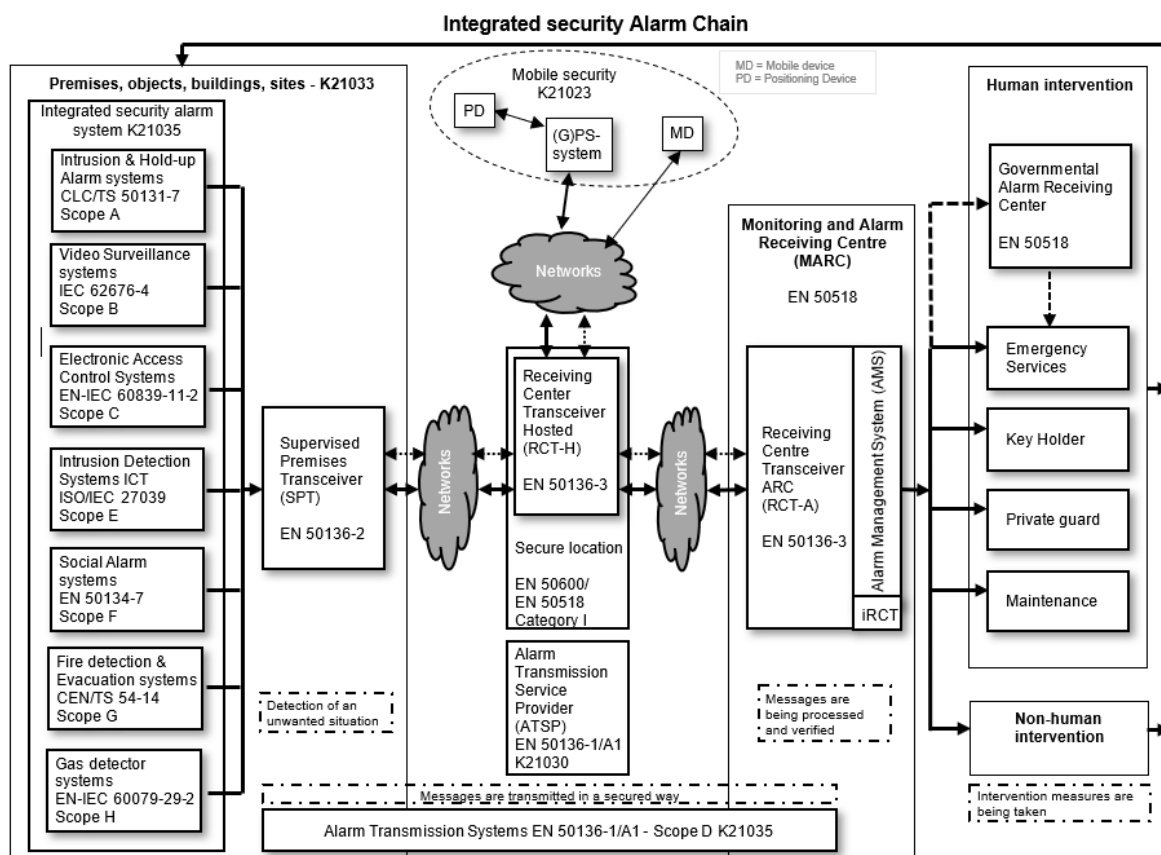 Integrated security Alarm Chain
MD = Mobile device
PD = Positioning Device
Premises, objects, buildings, sites - K21033
Integrated security alarm
system K21035
Intrusion & Hold-up
Alarm systems
CLC/TS 50131-7
Scope A
Video Surveillance
systems
IEC 62676-4
Scope B
Electronic Access
Control Systems
EN-IEC 60839-11-2
Scope C
Intrusion Detection
Systems ICT
ISO/IEC 27039
Scope E
Social Alarm
systems
EN 50134-7
Scope F
Fire detection &
Evacuation systems
CEN/TS 54-14
Scope G
Gas detector
systems
EN-IEC 60079-29-2
Scope H
Supervised
Premises
Transceiver
(SPT)
EN 50136-2
Detection of an
unwanted situation
Mobile security
K21023
PD
(G)PS-
system
MD
Networks
Networks
Receiving
Center
Transceiver
Hosted
(RCT-H)
EN 50136-3
Secure location
EN 50600/
EN 50518
Category I
Alarm
Transmission
Service
Provider
(ATSP)
EN 50136-1/A1
K21030
Networks
Monitoring and Alarm
Receiving Centre
(MARC)
EN 50518
Receiving
Centre
Transceiver
ARC
(RCT-A)
EN 50136-3
Alarm Management System (AMS)
iRCT
Messages are
being processed
and verified
Human intervention
Governmental
Alarm Receiving
Center
EN 50518
Emergency
Services
Key Holder
Private guard
Maintenance
Non-human
intervention
Intervention measures are
being taken
Messages are transmitted in a secured way
Alarm Transmission Systems EN 50136-1/A1 - Scope D K21035